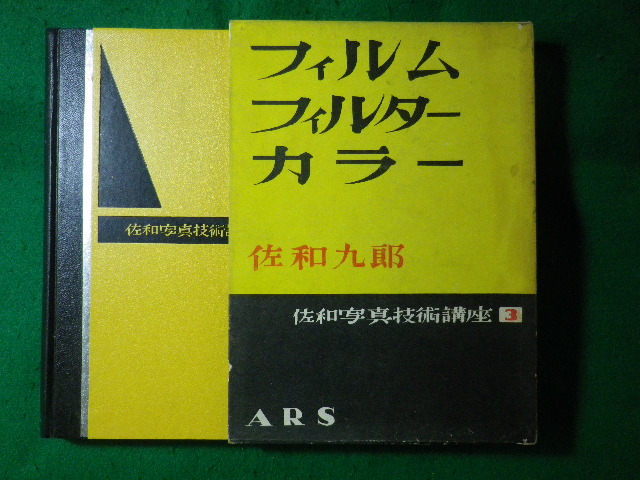 フィルム
フィルター
カラー
佐和九郎
佐和写真技術講座 3
ARS
佐和写真技術